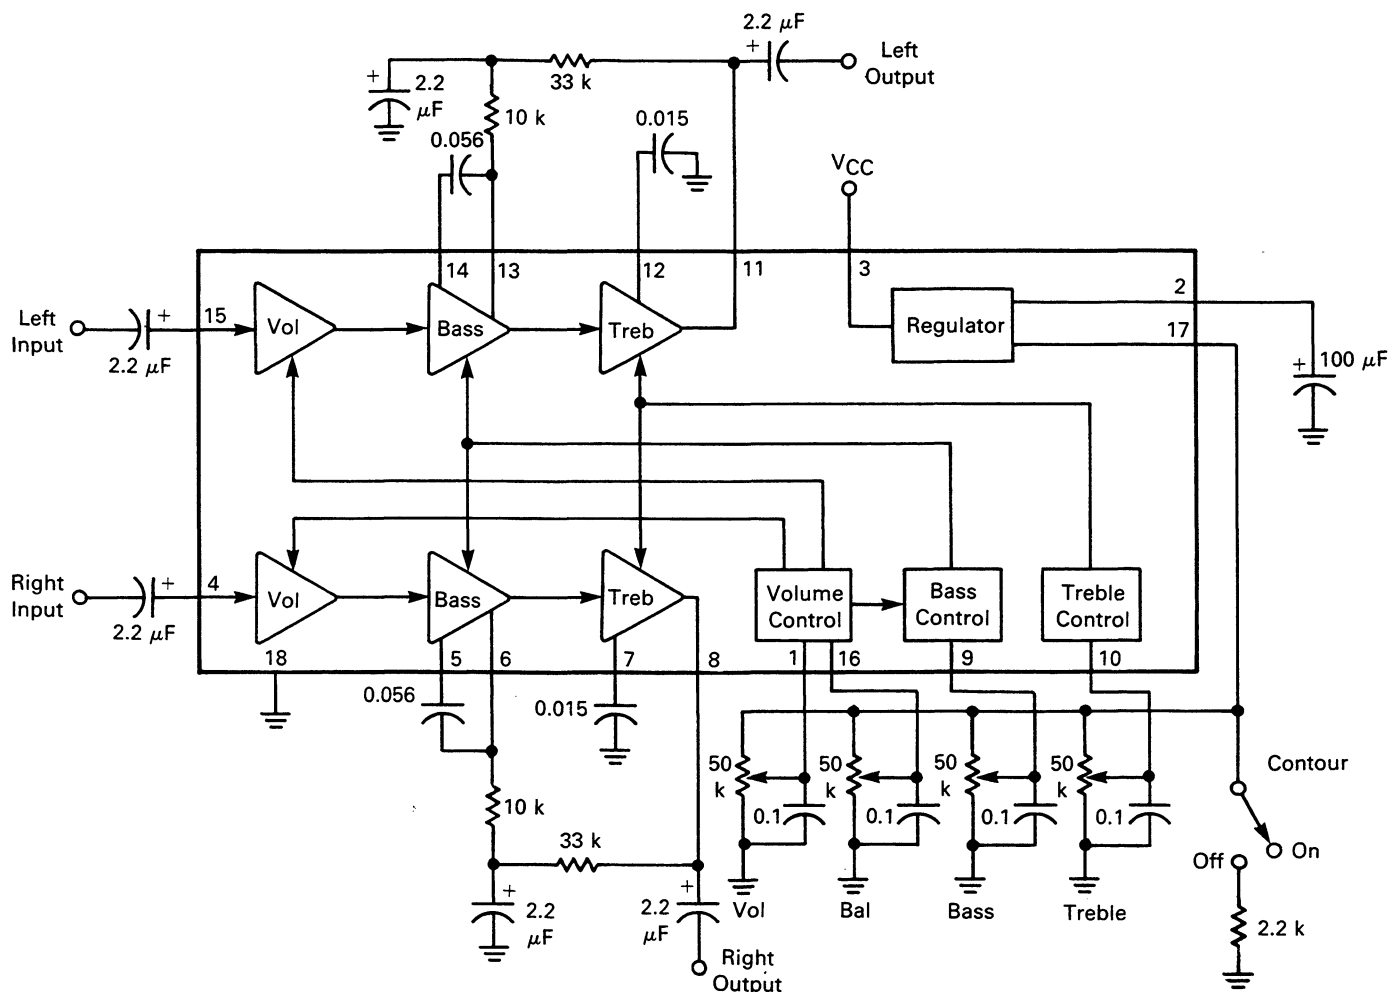 2.2 μF
+
Left
Output
+
2.2
μF
33 k
10 k
0.056
0.015
VCC
14
13
12
11
3
2
Left
Input
+
15
2.2 μF
Vol
Bass
Treb
Regulator
17
+
100 μF
Right
Input
+
4
2.2 μF
Vol
Bass
Treb
Volume
Control
Bass
Control
Treble
Control
18
5
6
7
8
1
16
9
10
0.056
0.015
50
k
0.1
50
k
0.1
50
k
0.1
50
k
0.1
Contour
10 k
33 k
On
Off
+
2.2
μF
+
2.2
μF
Vol
Bal
Bass
Treble
2.2 k
Right
Output